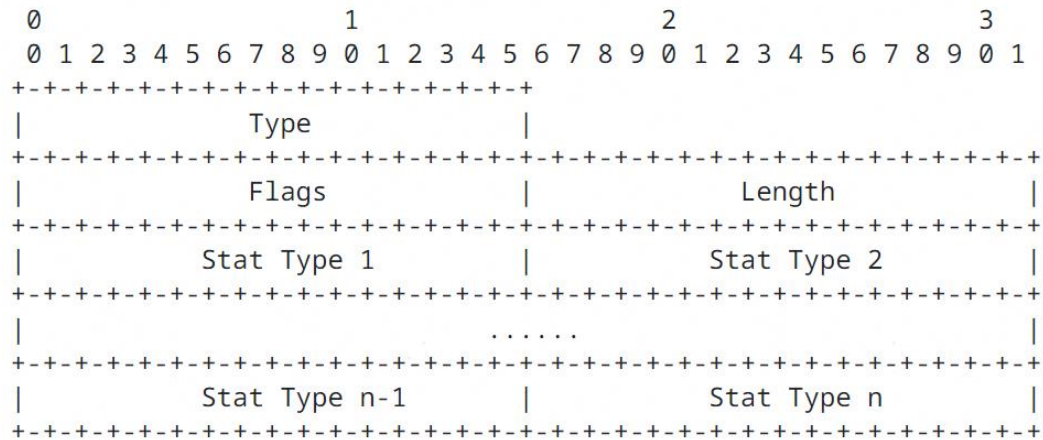 0                   1                   2                   3
0 1 2 3 4 5 6 7 8 9 0 1 2 3 4 5 6 7 8 9 0 1 2 3 4 5 6 7 8 9 0 1
+-+-+-+-+-+-+-+-+-+-+-+-+-+-+-+-+
|              Type             |
+-+-+-+-+-+-+-+-+-+-+-+-+-+-+-+-+-+-+-+-+-+-+-+-+-+-+-+-+-+-+-+-+
|              Flags            |             Length            |
+-+-+-+-+-+-+-+-+-+-+-+-+-+-+-+-+-+-+-+-+-+-+-+-+-+-+-+-+-+-+-+-+
|           Stat Type 1         |           Stat Type 2         |
+-+-+-+-+-+-+-+-+-+-+-+-+-+-+-+-+-+-+-+-+-+-+-+-+-+-+-+-+-+-+-+-+
|                             ......                            |
+-+-+-+-+-+-+-+-+-+-+-+-+-+-+-+-+-+-+-+-+-+-+-+-+-+-+-+-+-+-+-+-+
|           Stat Type n-1       |           Stat Type n         |
+-+-+-+-+-+-+-+-+-+-+-+-+-+-+-+-+-+-+-+-+-+-+-+-+-+-+-+-+-+-+-+-+